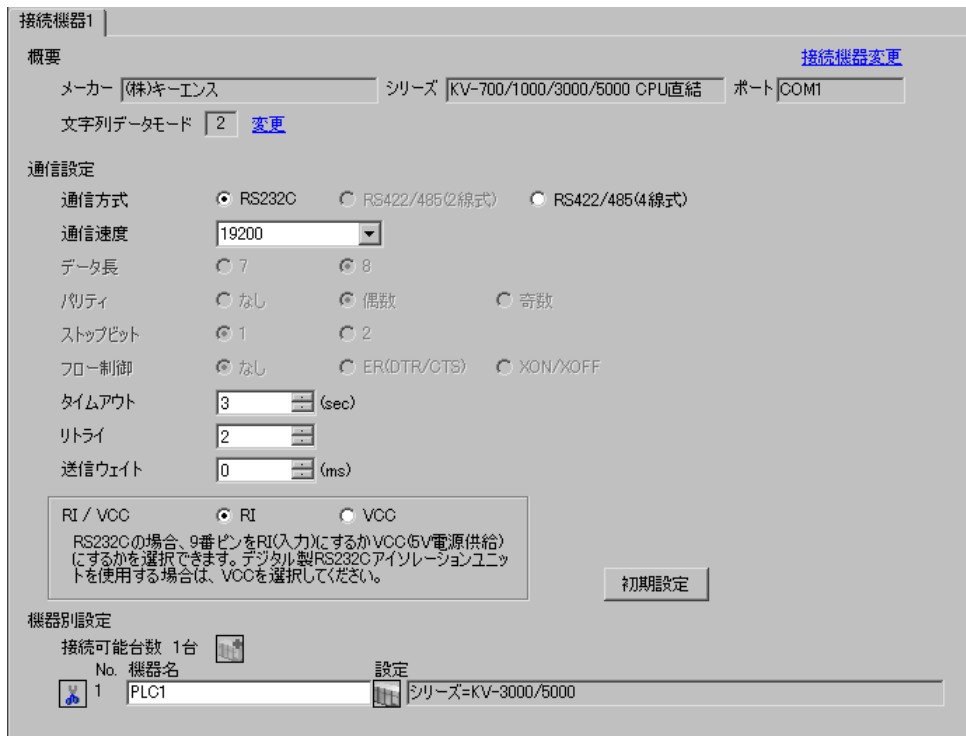 接続機器1
概要 接続機器変更
メーカー (株)キーエンス シリーズ KV-700/1000/3000/5000 CPU直結 ポート COM1
文字列データモード 2 変更
通信設定
通信方式 RS232C RS422/485(2線式) RS422/485(4線式)
通信速度 19200
データ長 7 8
パリティ なし 偶数 奇数
ストップビット 1 2
フロー制御 なし ER(DTR/CTS) XON/XOFF
タイムアウト 3 (sec)
リトライ 2
送信ウェイト 0 (ms)
RI / VCC RI VCC
RS232Cの場合、9番ピンをRI(入力)にするかVCC(5V電源供給)
にするかを選択できます。デジタル製RS232Cアイソレーションユニッ
トを使用する場合は、VCCを選択してください。
初期設定
機器別設定
接続可能台数 1台
No. 機器名 設定
1 PLC1 シリーズ=KV-3000/5000